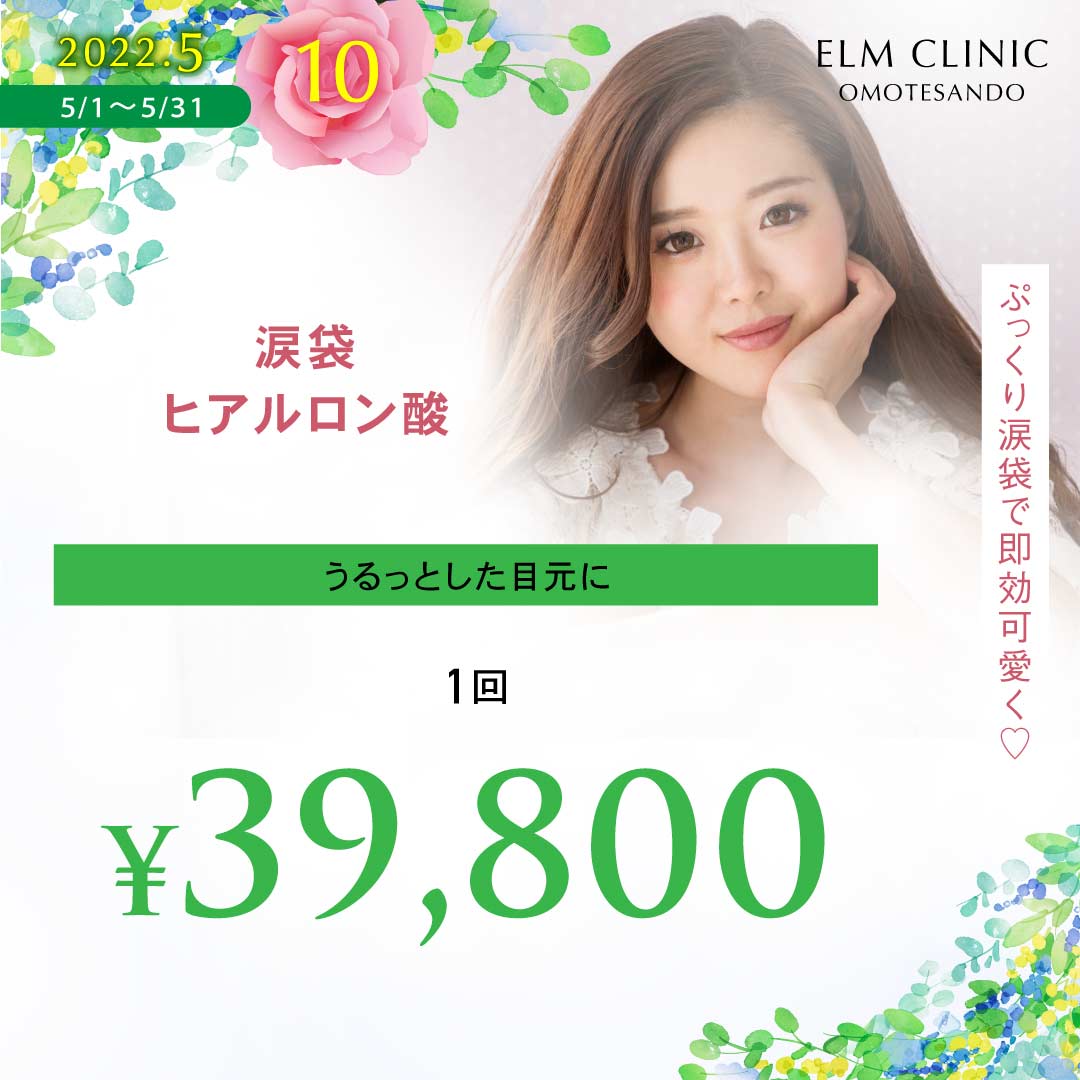 2022.5
10
5/1〜5/31
ELM CLINIC
OMOTESANDO
涙袋
ヒアルロン酸
ぷっくり涙袋で即効可愛く♡
うるっとした目元に
1回
¥39,800